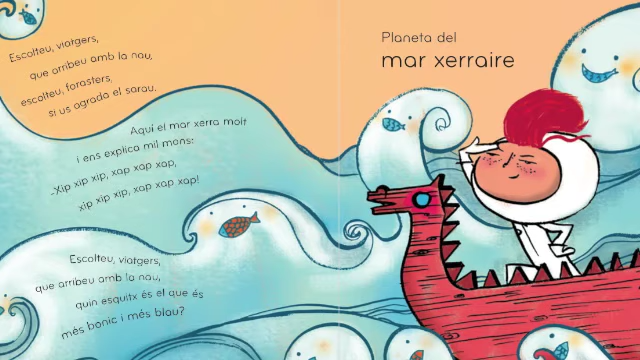 Escolteu, viatgers,
que arribeu amb la nau,
escolteu, forasters,
si us agrada el sarau.
Aquí el mar xerra molt
i ens explica mil mons:
-Xip xip xip, xap xap xap,
xip xip xip, xap xap xap!
Escolteu, viatgers,
que arribeu amb la nau,
quin esquitx és el que és
més bonic i més blau?
Planeta del
mar xerraire